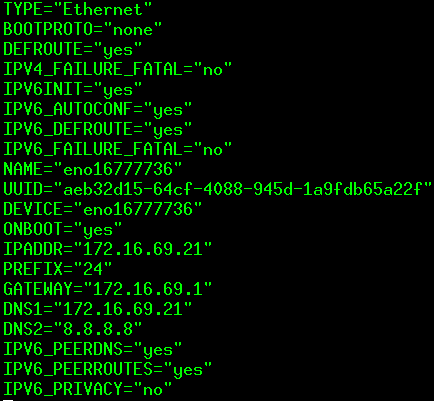 TYPE="Ethernet"
BOOTPROTO="none"
DEFROUTE="yes"
IPV4_FAILURE_FATAL="no"
IPV6INIT="yes"
IPV6_AUTOCONF="yes"
IPV6_DEFROUTE="yes"
IPV6_FAILURE_FATAL="no"
NAME="eno16777736"
UUID="aeb32d15-64cf-4088-945d-1a9fdb65a22f"
DEVICE="eno16777736"
ONBOOT="yes"
IPADDR="172.16.69.21"
PREFIX="24"
GATEWAY="172.16.69.1"
DNS1="172.16.69.21"
DNS2="8.8.8.8"
IPV6_PEERDNS="yes"
IPV6_PEERROUTES="yes"
IPV6_PRIVACY="no"